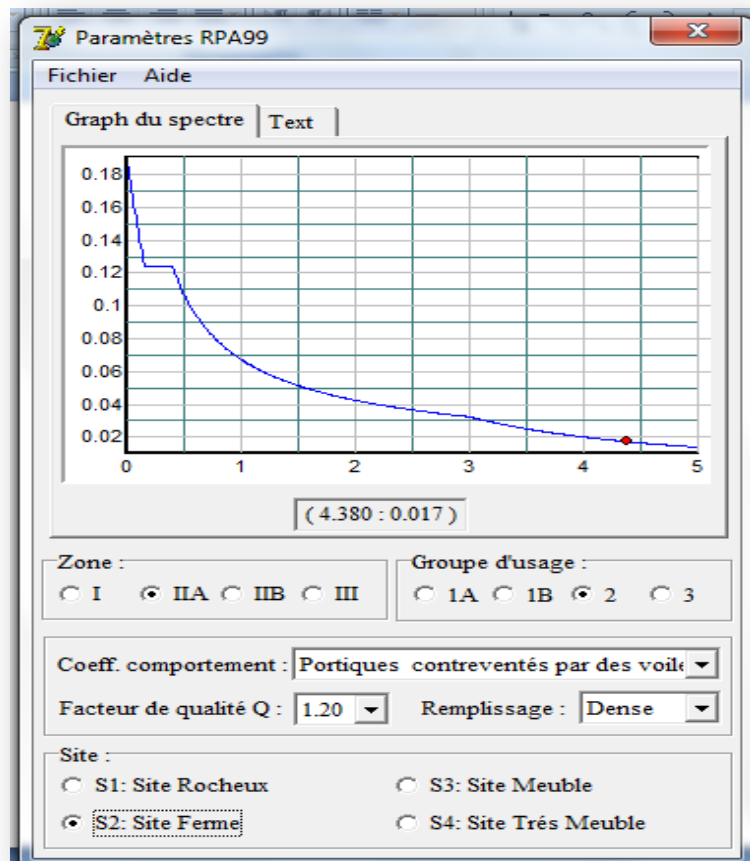 Paramètres RPA99
Fichier Aide
Graph du spectre Text
0.18
0.16
0.14
0.12
0.1
0.08
0.06
0.04
0.02
0 1 2 3 4 5
( 4.380 : 0.017 )
Zone :
I IIA IIB III
Groupe d'usage :
1A 1B 2 3
Coeff. comportement : Portiques contreventés par des voile
Facteur de qualité Q : 1.20 Remplissage : Dense
Site :
S1: Site Rocheux S3: Site Meuble
S2: Site Ferme S4: Site Trés Meuble